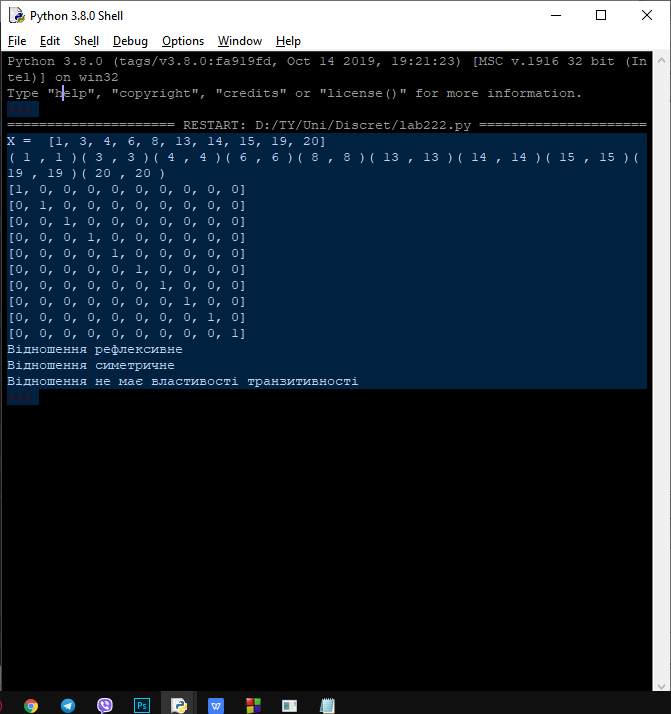 Python 3.8.0 Shell
File Edit Shell Debug Options Window Help
Python 3.8.0 (tags/v3.8.0:fa919fd, Oct 14 2019, 19:21:23) [MSC v.1916 32 bit (In
tel)] on win32
Type "help", "copyright", "credits" or "license()" for more information.
>>>
====================== RESTART: D:/TY/Uni/Discret/lab222.py =====================
X =  [1, 3, 4, 6, 8, 13, 14, 15, 19, 20]
( 1 , 1 )( 3 , 3 )( 4 , 4 )( 6 , 6 )( 8 , 8 )( 13 , 13 )( 14 , 14 )( 15 , 15 )(
19 , 19 )( 20 , 20 )
[1, 0, 0, 0, 0, 0, 0, 0, 0, 0]
[0, 1, 0, 0, 0, 0, 0, 0, 0, 0]
[0, 0, 1, 0, 0, 0, 0, 0, 0, 0]
[0, 0, 0, 1, 0, 0, 0, 0, 0, 0]
[0, 0, 0, 0, 1, 0, 0, 0, 0, 0]
[0, 0, 0, 0, 0, 1, 0, 0, 0, 0]
[0, 0, 0, 0, 0, 0, 1, 0, 0, 0]
[0, 0, 0, 0, 0, 0, 0, 1, 0, 0]
[0, 0, 0, 0, 0, 0, 0, 0, 1, 0]
[0, 0, 0, 0, 0, 0, 0, 0, 0, 1]
Відношення рефлексивне
Відношення симетричне
Відношення не має властивості транзитивності
>>>
Ps
W